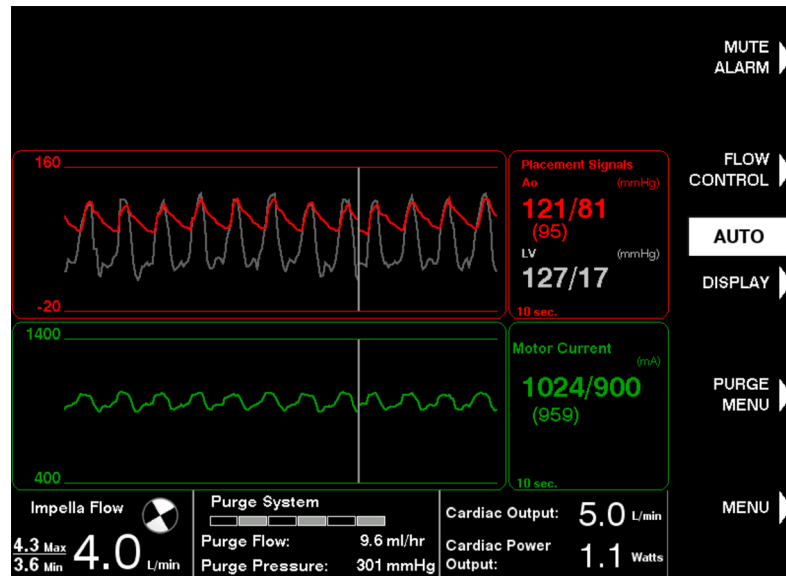 MUTE
ALARM
160
Placement Signals
Ao (mmHg)
121/81
(95)
LV (mmHg)
127/17
-20
10 sec.
FLOW
CONTROL
AUTO
DISPLAY
1400
Motor Current
(mA)
1024/900
(959)
400
10 sec.
PURGE
MENU
Impella Flow
4.3 Max
3.6 Min
4.0 L/min
Purge System
Purge Flow: 9.6 ml/hr
Purge Pressure: 301 mmHg
Cardiac Output: 5.0 L/min
Cardiac Power
Output: 1.1 Watts
MENU